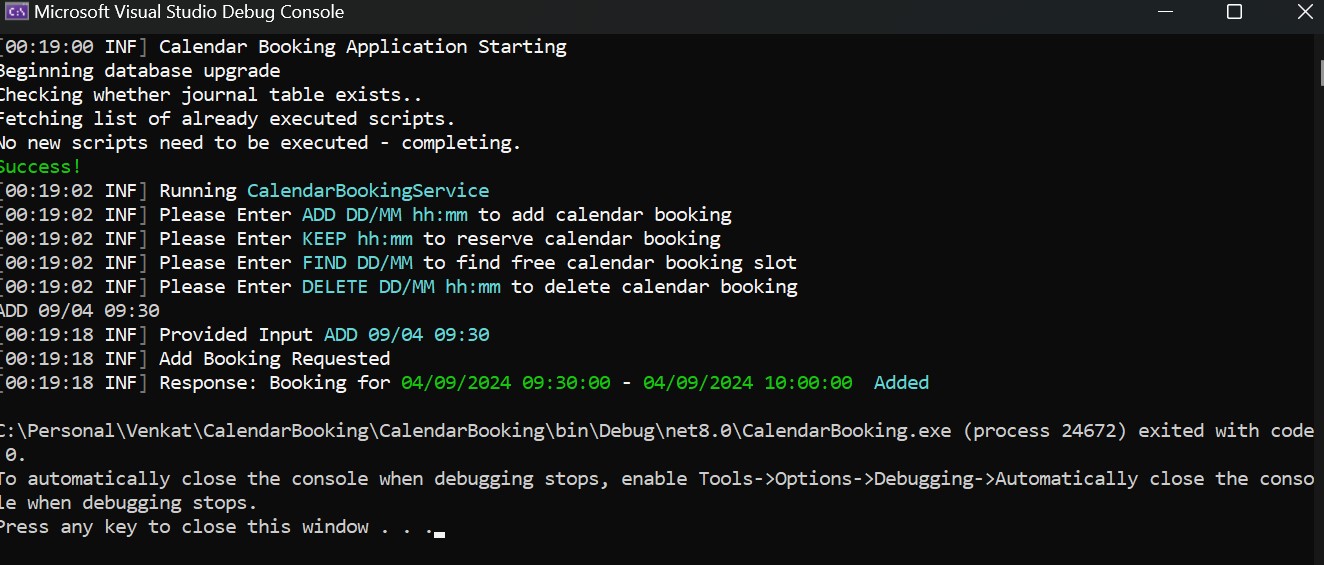 Microsoft Visual Studio Debug Console
[00:19:00 INF] Calendar Booking Application Starting
Beginning database upgrade
Checking whether journal table exists..
Fetching list of already executed scripts.
No new scripts need to be executed - completing.
Success!
[00:19:02 INF] Running CalendarBookingService
[00:19:02 INF] Please Enter ADD DD/MM hh:mm to add calendar booking
[00:19:02 INF] Please Enter KEEP hh:mm to reserve calendar booking
[00:19:02 INF] Please Enter FIND DD/MM to find free calendar booking slot
[00:19:02 INF] Please Enter DELETE DD/MM hh:mm to delete calendar booking
ADD 09/04 09:30
[00:19:18 INF] Provided Input ADD 09/04 09:30
[00:19:18 INF] Add Booking Requested
[00:19:18 INF] Response: Booking for 04/09/2024 09:30:00 - 04/09/2024 10:00:00  Added
C:\Personal\Venkat\CalendarBooking\CalendarBooking\bin\Debug\net8.0\CalendarBooking.exe (process 24672) exited with code
 0.
To automatically close the console when debugging stops, enable Tools->Options->Debugging->Automatically close the conso
le when debugging stops.
Press any key to close this window . . .